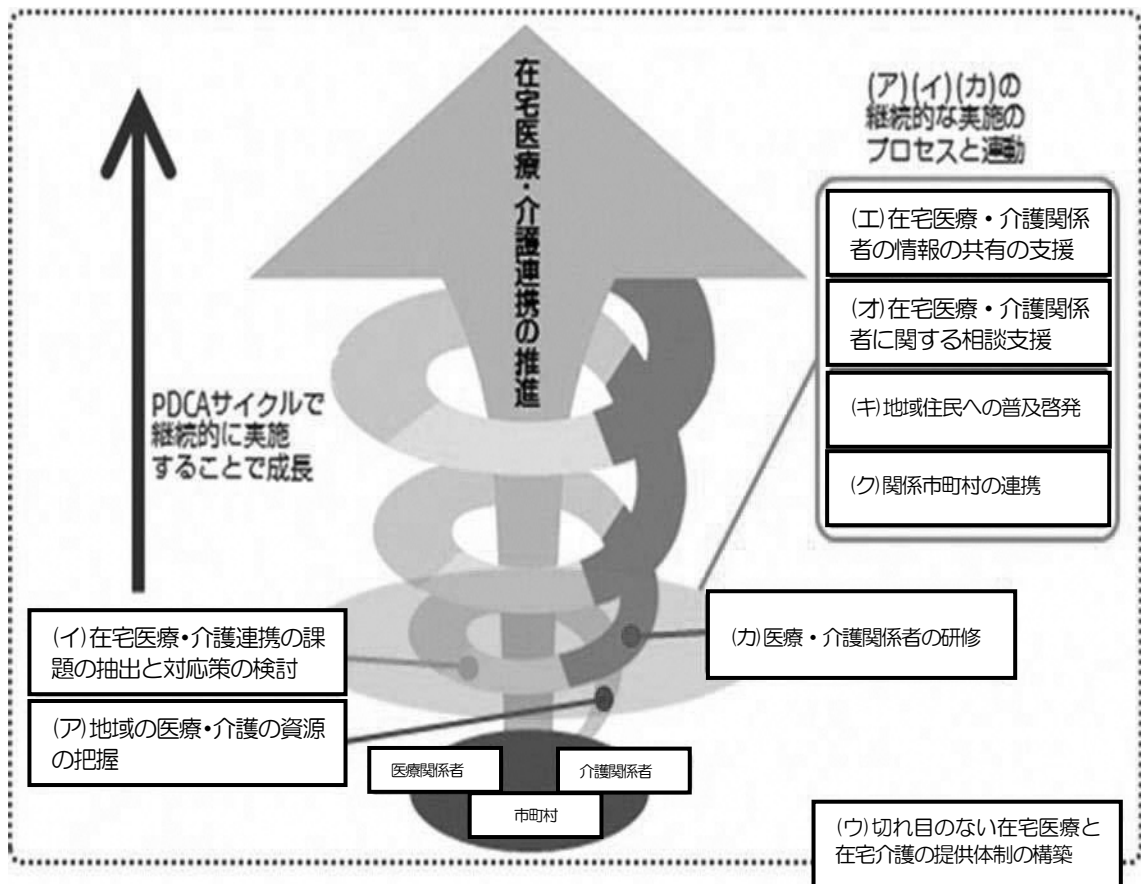 在宅医療・介護連携の推進
(ア)(イ)(カ)の
継続的な実施の
プロセスと連動
(エ)在宅医療・介護関係
者の情報の共有の支援
(オ)在宅医療・介護関係
者に関する相談支援
(キ)地域住民への普及啓発
(ク)関係市町村の連携
PDCAサイクルで
継続的に実施
することで成長
(イ)在宅医療・介護連携の課
題の抽出と対応策の検討
(カ)医療・介護関係者の研修
(ア)地域の医療・介護の資源
の把握
医療関係者
介護関係者
市町村
(ウ)切れ目のない在宅医療と
在宅介護の提供体制の構築